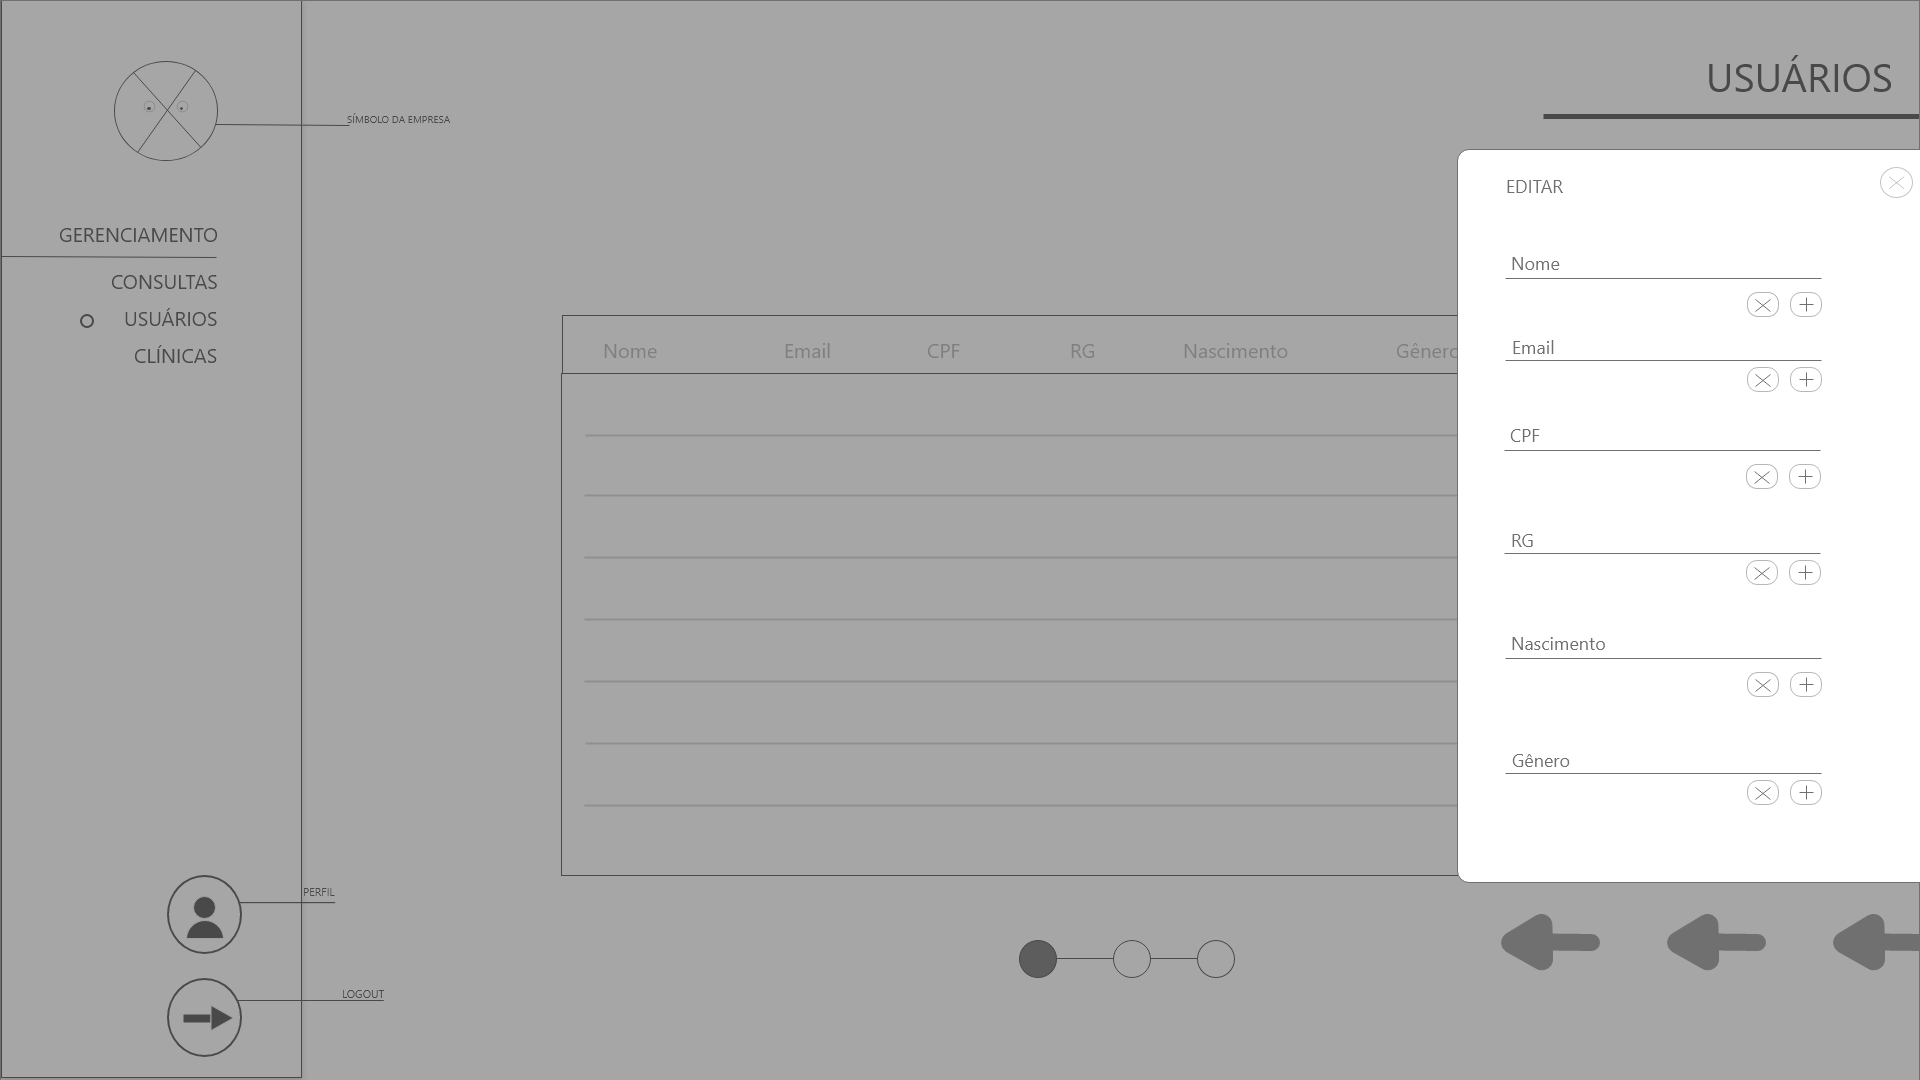 SÍMBOLO DA EMPRESA
GERENCIAMENTO
CONSULTAS
USUÁRIOS
CLÍNICAS
PERFIL
LOGOUT
USUÁRIOS
Nome Email CPF RG Nascimento Gênero
EDITAR
Nome
Email
CPF
RG
Nascimento
Gênero